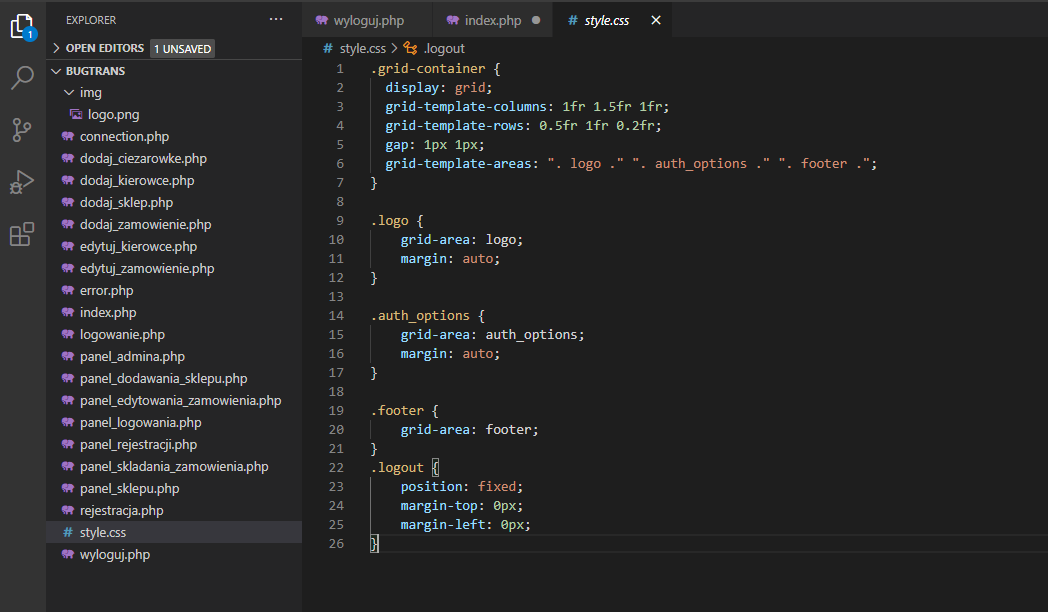 EXPLORER ···
OPEN EDITORS 1 UNSAVED
BUGTRANS
img
logo.png
connection.php
dodaj_ciezarowke.php
dodaj_kierowce.php
dodaj_sklep.php
dodaj_zamowienie.php
edytuj_kierowce.php
edytuj_zamowienie.php
error.php
index.php
logowanie.php
panel_admina.php
panel_dodawania_sklepu.php
panel_edytowania_zamowienia.php
panel_logowania.php
panel_rejestracji.php
panel_skladania_zamowienia.php
panel_sklepu.php
rejestracja.php
# style.css
wyloguj.php
1
wyloguj.php index.php ● # style.css ×
# style.css > .logout
1 .grid-container {
2   display: grid;
3   grid-template-columns: 1fr 1.5fr 1fr;
4   grid-template-rows: 0.5fr 1fr 0.2fr;
5   gap: 1px 1px;
6   grid-template-areas: ". logo ." ". auth_options ." ". footer .";
7 }
8
9 .logo {
10     grid-area: logo;
11     margin: auto;
12 }
13
14 .auth_options {
15     grid-area: auth_options;
16     margin: auto;
17 }
18
19 .footer {
20     grid-area: footer;
21 }
22 .logout {
23     position: fixed;
24     margin-top: 0px;
25     margin-left: 0px;
26 }